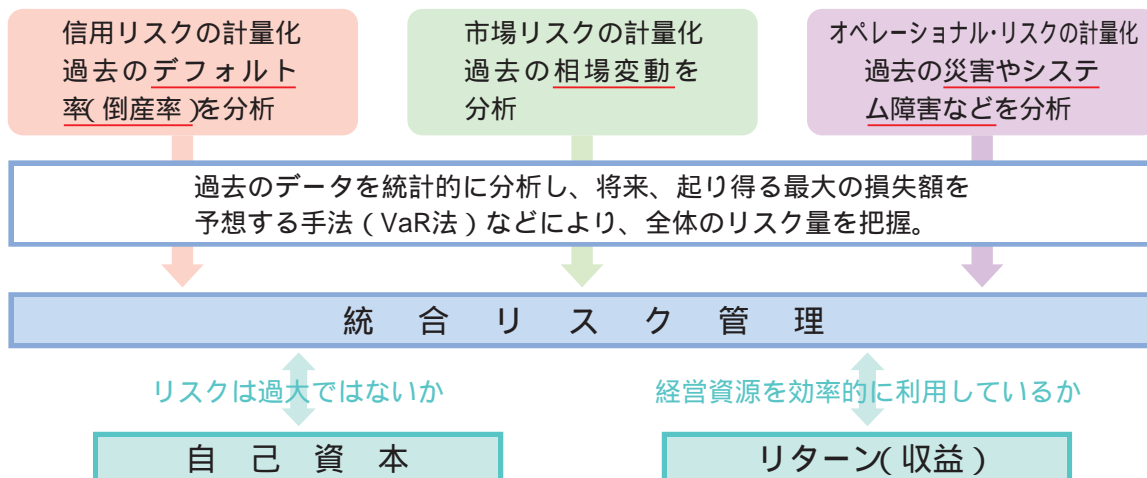 信用リスクの計量化
過去のデフォルト
率(倒産率)を分析
市場リスクの計量化
過去の相場変動を
分析
オペレーショナル・リスクの計量化
過去の災害やシステ
ム障害などを分析
過去のデータを統計的に分析し、将来、起り得る最大の損失額を
予想する手法(VaR法)などにより、全体のリスク量を把握。
統合リスク管理
リスクは過大ではないか
経営資源を効率的に利用しているか
自己資本
リターン(収益)